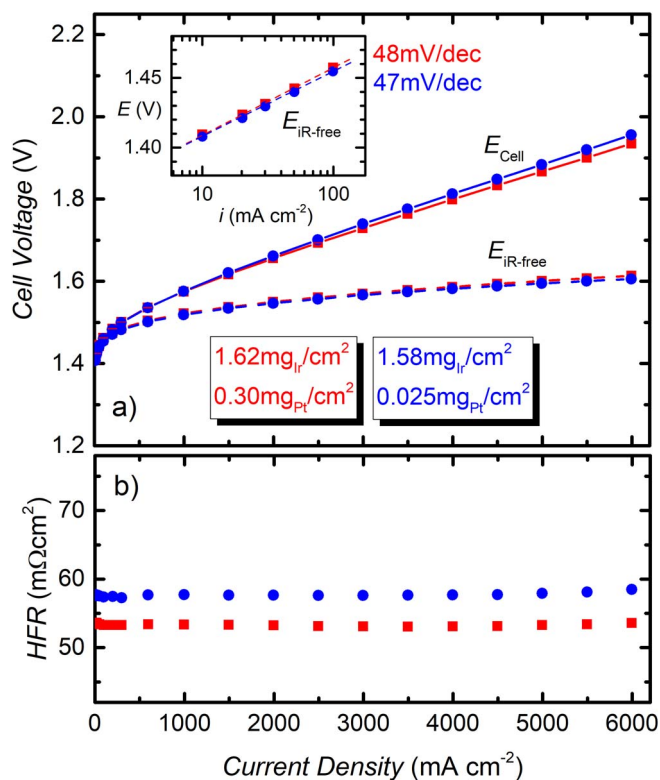 2.2
2.0
1.8
1.6
1.4
1.2
Cell Voltage (V)
1.45
1.40
E
(V)
10
100
i (mA cm⁻²)
E_iR-free
48mV/dec
47mV/dec
E_Cell
E_iR-free
1.62mg_Ir/cm²
0.30mg_Pt/cm²
1.58mg_Ir/cm²
0.025mg_Pt/cm²
a)
b)
70
60
50
HFR (mΩcm²)
0 1000 2000 3000 4000 5000 6000
Current Density (mA cm⁻²)